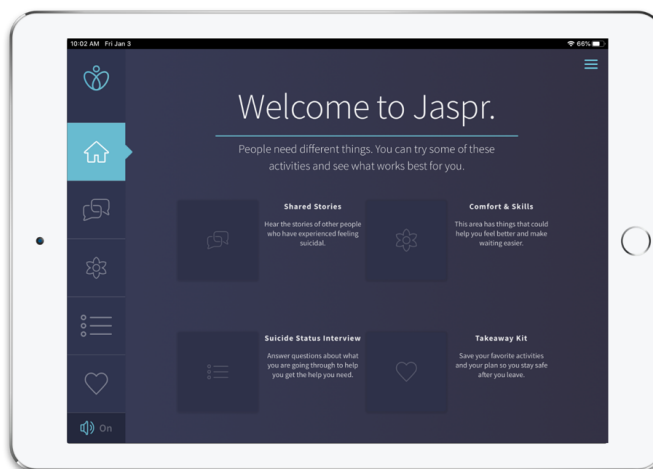 10:02 AM Fri Jan 3
66%
Welcome to Jaspr.
People need different things. You can try some of these
activities and see what works best for you.
Shared Stories
Hear the stories of other people
who have experienced feeling
suicidal.
Comfort & Skills
This area has things that could
help you feel better and make
waiting easier.
Suicide Status Interview
Answer questions about what
you are going through to help
you get the help you need.
Takeaway Kit
Save your favorite activities
and your plan so you stay safe
after you leave.
On